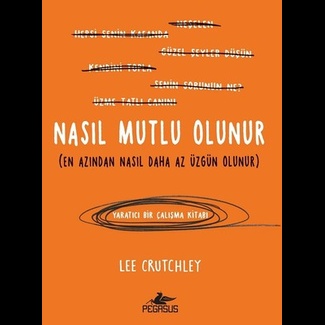 NEŞELEN
HEPSİ SENİN KAFANDA
GÜZEL ŞEYLER DÜŞÜN
KENDİNİ TOPLA
SENİN SORUNUN NE?
ÜZME TATLI CANINI
NASIL MUTLU OLUNUR
(EN AZINDAN NASIL DAHA AZ ÜZGÜN OLUNUR)
YARATICI BİR ÇALIŞMA KİTABI
LEE CRUTCHLEY
PEGASUS